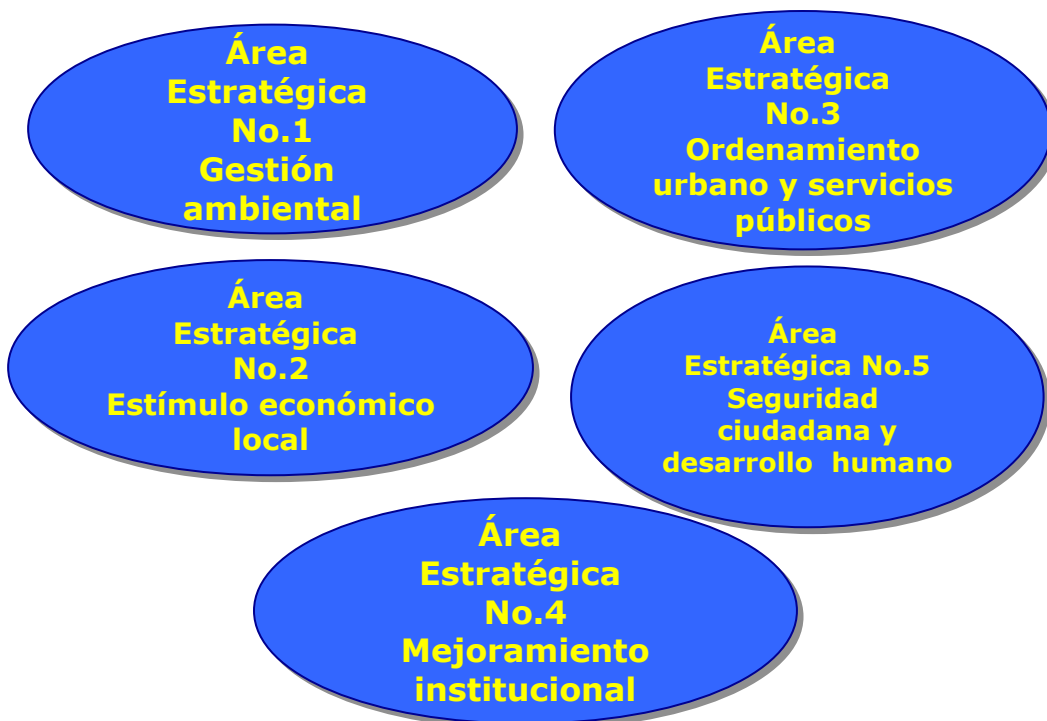 Área
Estratégica
No.1
Gestión
ambiental
Área
Estratégica
No.3
Ordenamiento
urbano y servicios
públicos
Área
Estratégica
No.2
Estímulo económico
local
Área
Estratégica No.5
Seguridad
ciudadana y
desarrollo humano
Área
Estratégica
No.4
Mejoramiento
institucional